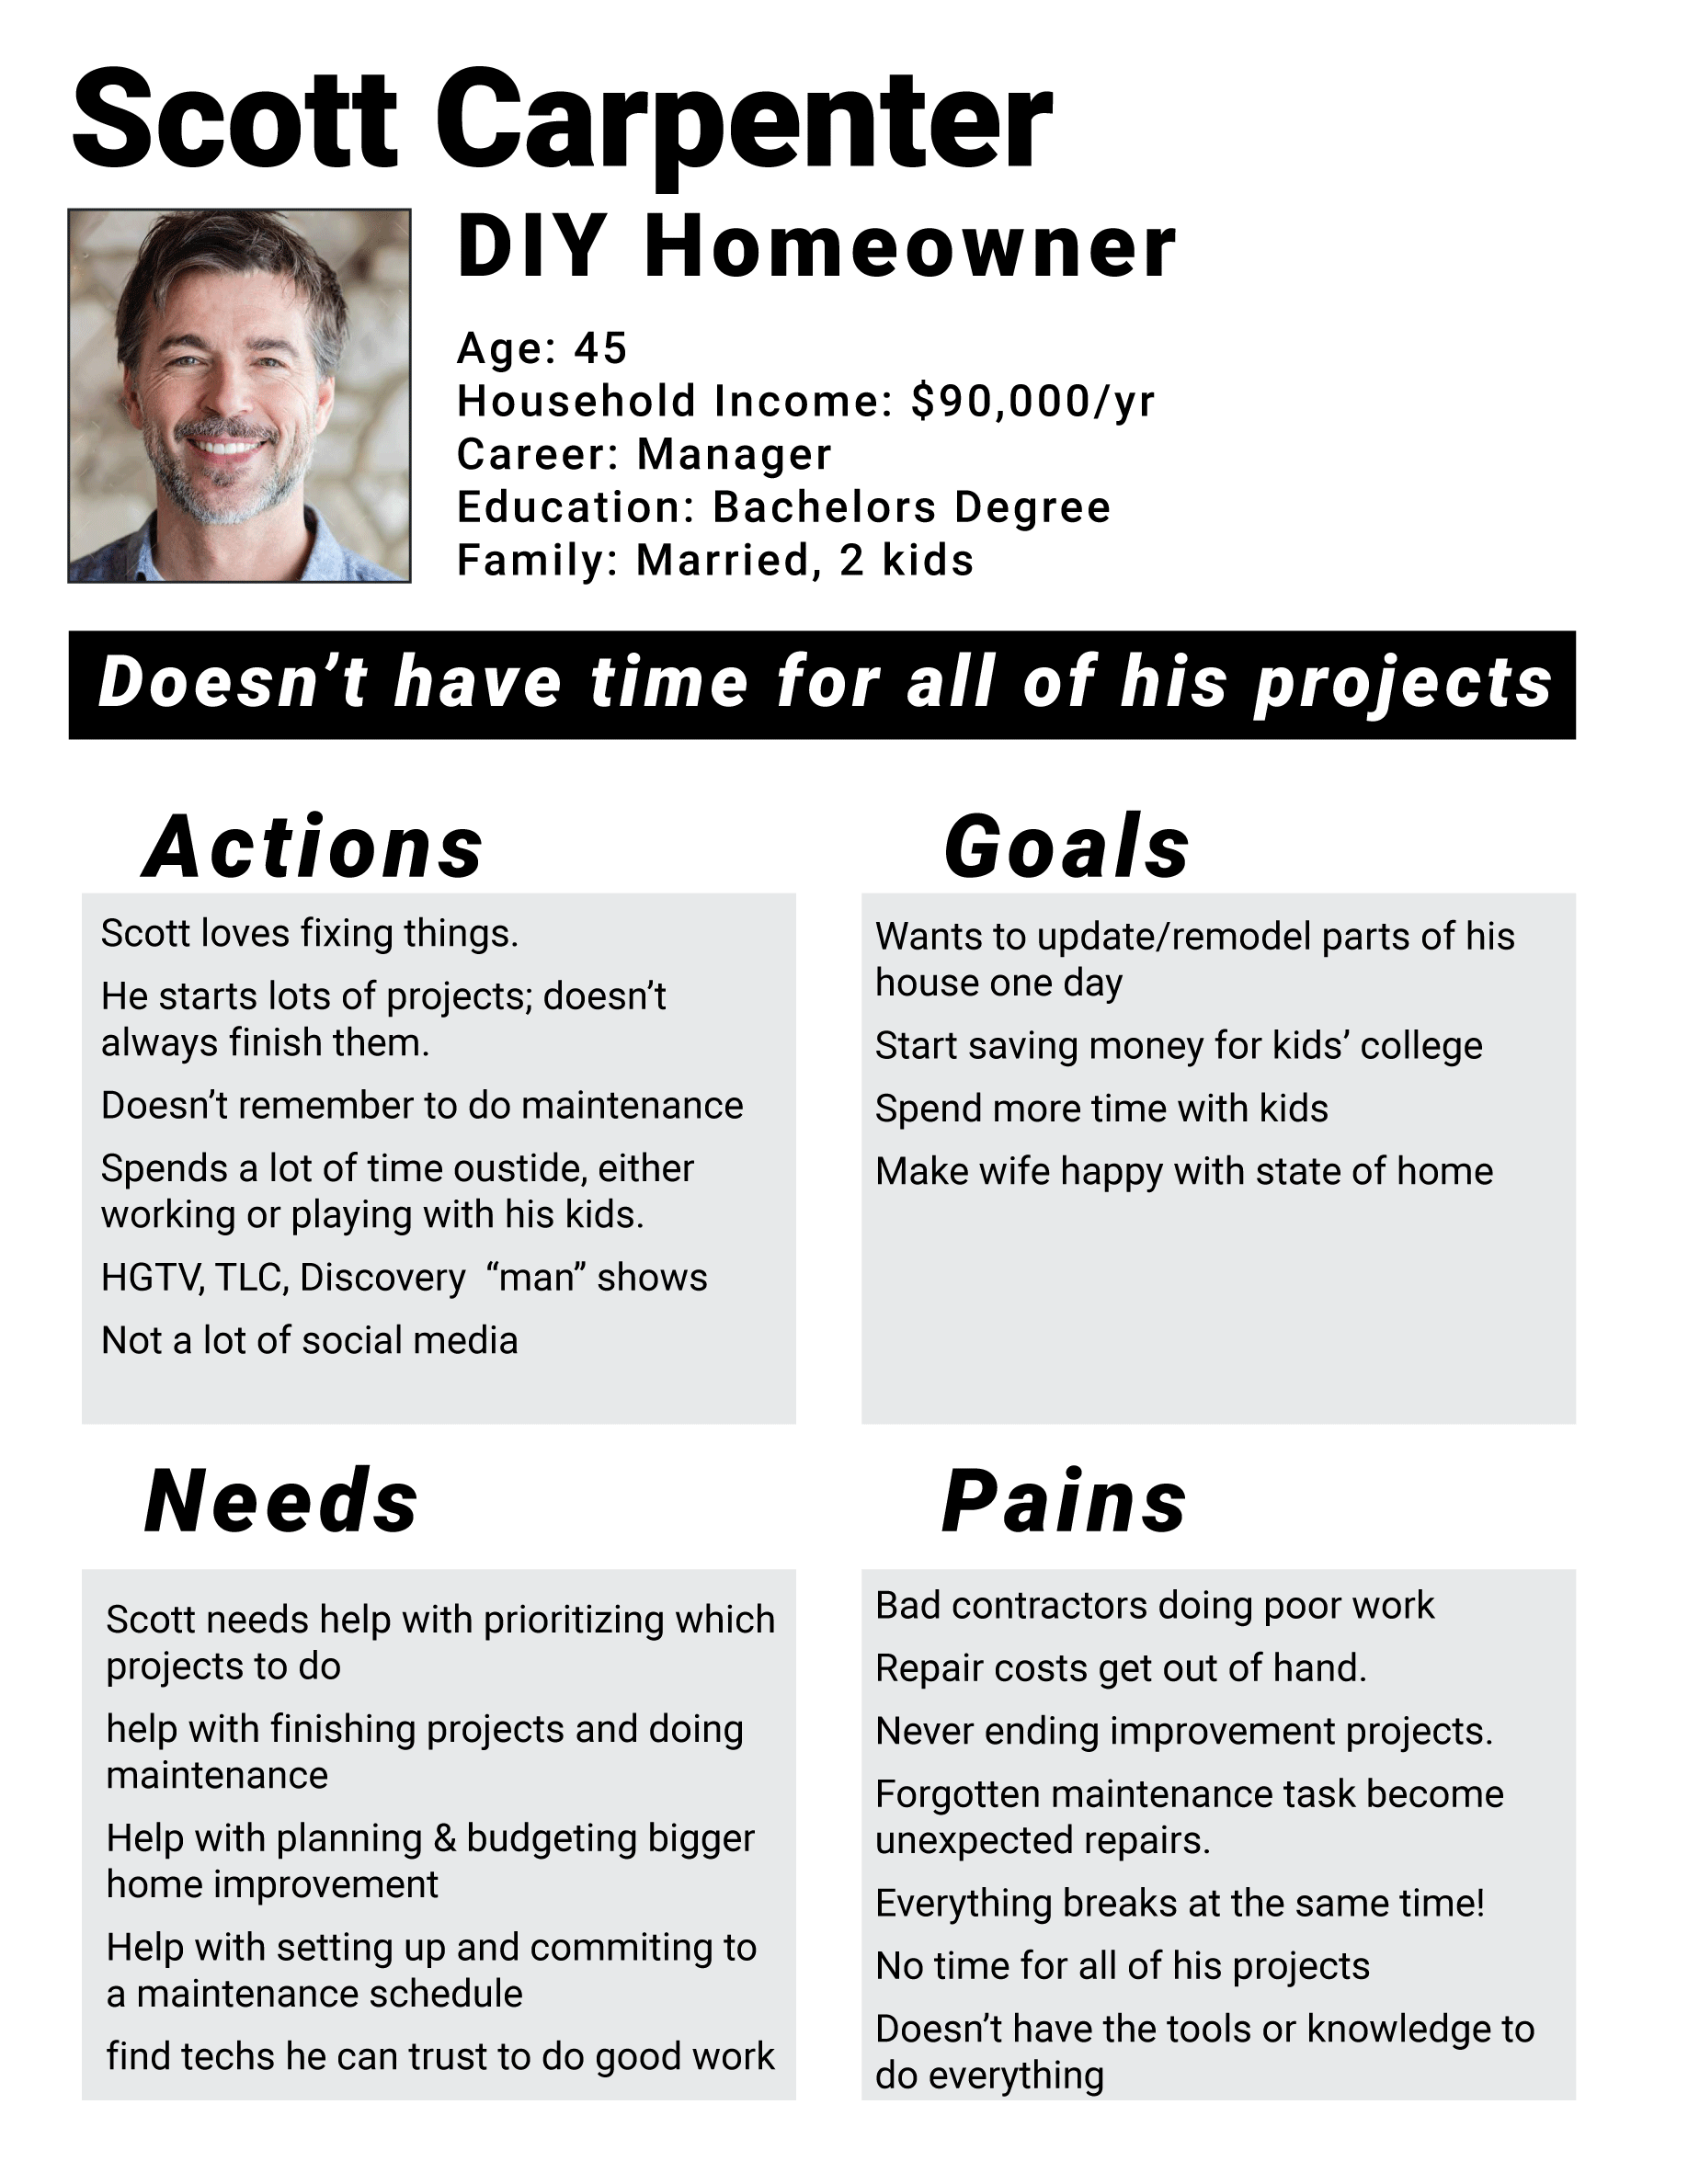 Scott Carpenter
DIY Homeowner
Age: 45
Household Income: $90,000/yr
Career: Manager
Education: Bachelors Degree
Family: Married, 2 kids
Doesn’t have time for all of his projects
Actions
Scott loves fixing things.
He starts lots of projects; doesn’t
always finish them.
Doesn’t remember to do maintenance
Spends a lot of time oustide, either
working or playing with his kids.
HGTV, TLC, Discovery  “man” shows
Not a lot of social media
Goals
Wants to update/remodel parts of his
house one day
Start saving money for kids’ college
Spend more time with kids
Make wife happy with state of home
Needs
Scott needs help with prioritizing which
projects to do
help with finishing projects and doing
maintenance
Help with planning & budgeting bigger
home improvement
Help with setting up and commiting to
a maintenance schedule
find techs he can trust to do good work
Pains
Bad contractors doing poor work
Repair costs get out of hand.
Never ending improvement projects.
Forgotten maintenance task become
unexpected repairs.
Everything breaks at the same time!
No time for all of his projects
Doesn’t have the tools or knowledge to
do everything